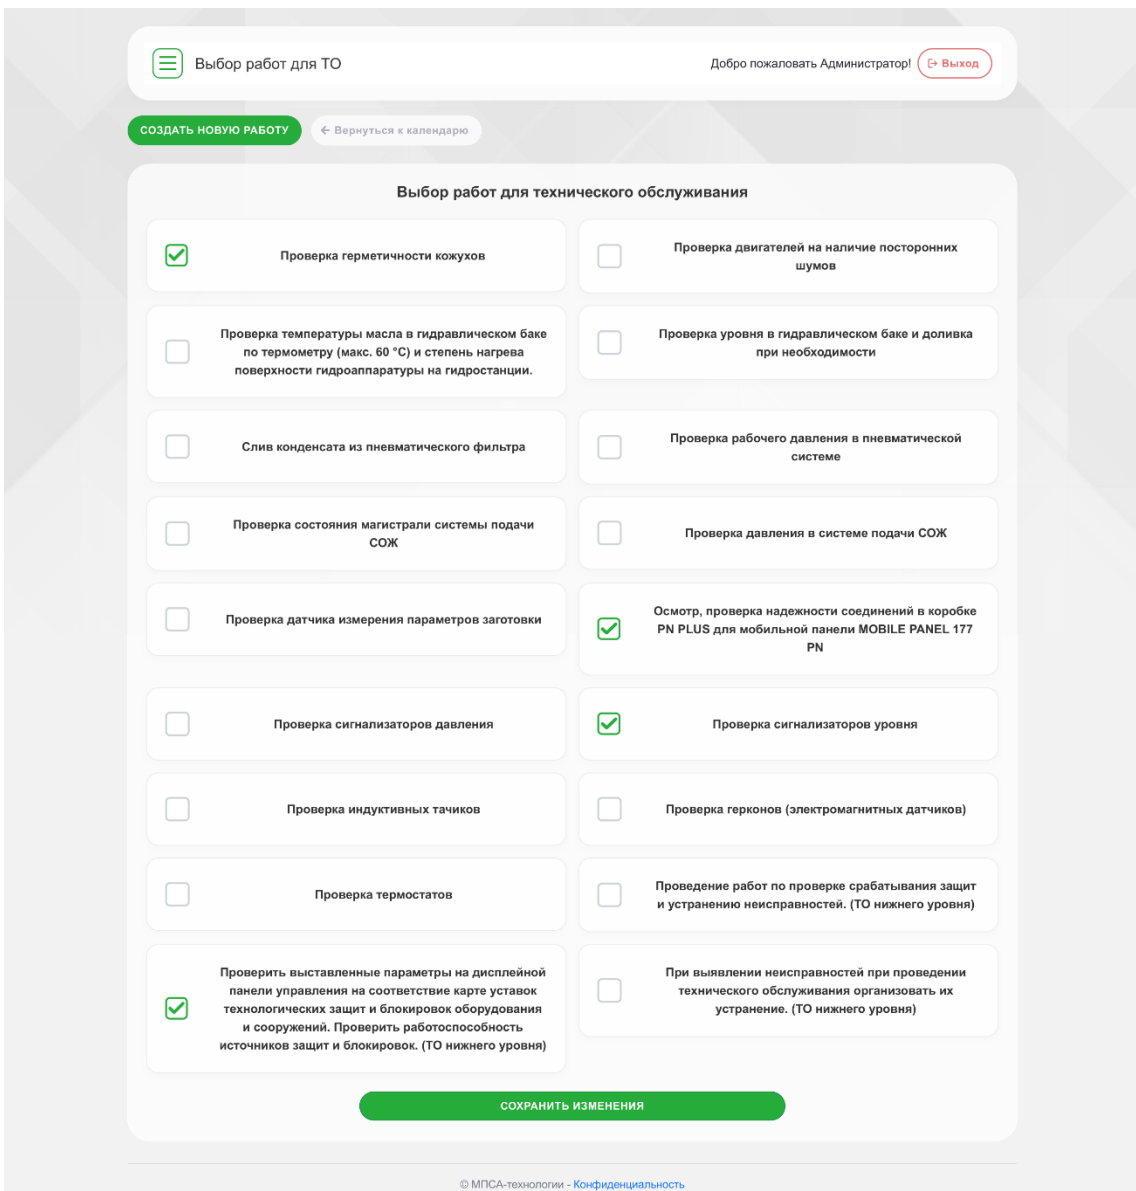 Выбор работ для ТО
Добро пожаловать Администратор!
Выход
СОЗДАТЬ НОВУЮ РАБОТУ
Вернуться к календарю
Выбор работ для технического обслуживания
Проверка герметичности кожухов
Проверка двигателей на наличие посторонних
шумов
Проверка температуры масла в гидравлическом баке
по термометру (макс. 60 °С) и степень нагрева
поверхности гидроаппаратуры на гидростанции.
Проверка уровня в гидравлическом баке и доливка
при необходимости
Слив конденсата из пневматического фильтра
Проверка рабочего давления в пневматической
системе
Проверка состояния магистрали системы подачи
СОЖ
Проверка давления в системе подачи СОЖ
Проверка датчика измерения параметров заготовки
Осмотр, проверка надежности соединений в коробке
PN PLUS для мобильной панели MOBILE PANEL 177
PN
Проверка сигнализаторов давления
Проверка сигнализаторов уровня
Проверка индуктивных тачиков
Проверка герконов (электромагнитных датчиков)
Проверка термостатов
Проведение работ по проверке срабатывания защит
и устранению неисправностей. (ТО нижнего уровня)
Проверить выставленные параметры на дисплейной
панели управления на соответствие карте уставок
технологических защит и блокировок оборудования
и сооружений. Проверить работоспособность
источников защит и блокировок. (ТО нижнего уровня)
При выявлении неисправностей при проведении
технического обслуживания организовать их
устранение. (ТО нижнего уровня)
СОХРАНИТЬ ИЗМЕНЕНИЯ
© МПСА-технологии - Конфиденциальность